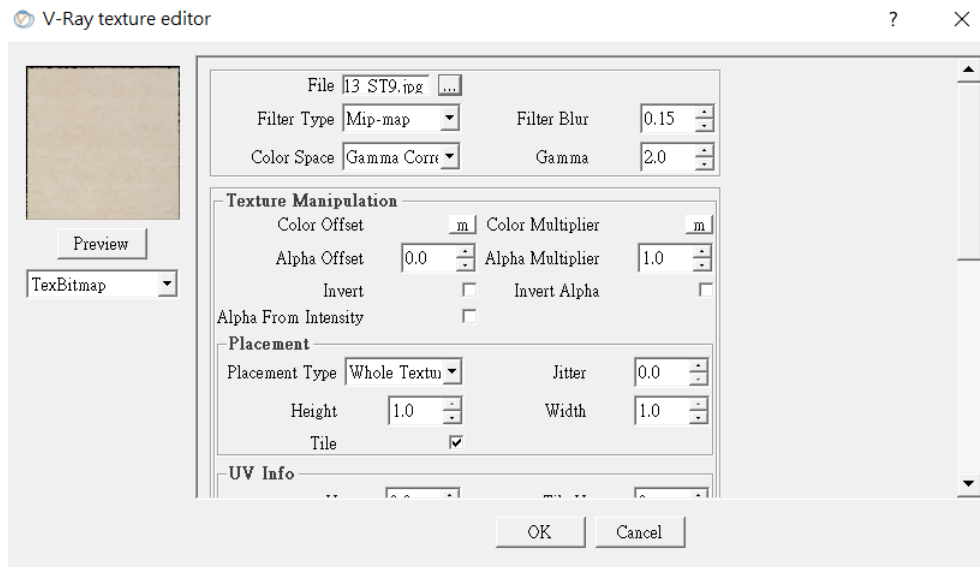 V-Ray texture editor ? ×
File 13_ST9.jpg ...
Filter Type Mip-map Filter Blur 0.15
Color Space Gamma Corre Gamma 2.0
Texture Manipulation
Color Offset m Color Multiplier m
Preview
Alpha Offset 0.0 Alpha Multiplier 1.0
TexBitmap
Invert Invert Alpha
Alpha From Intensity
Placement
Placement Type Whole Textu Jitter 0.0
Height 1.0 Width 1.0
Tile
UV Info
OK Cancel